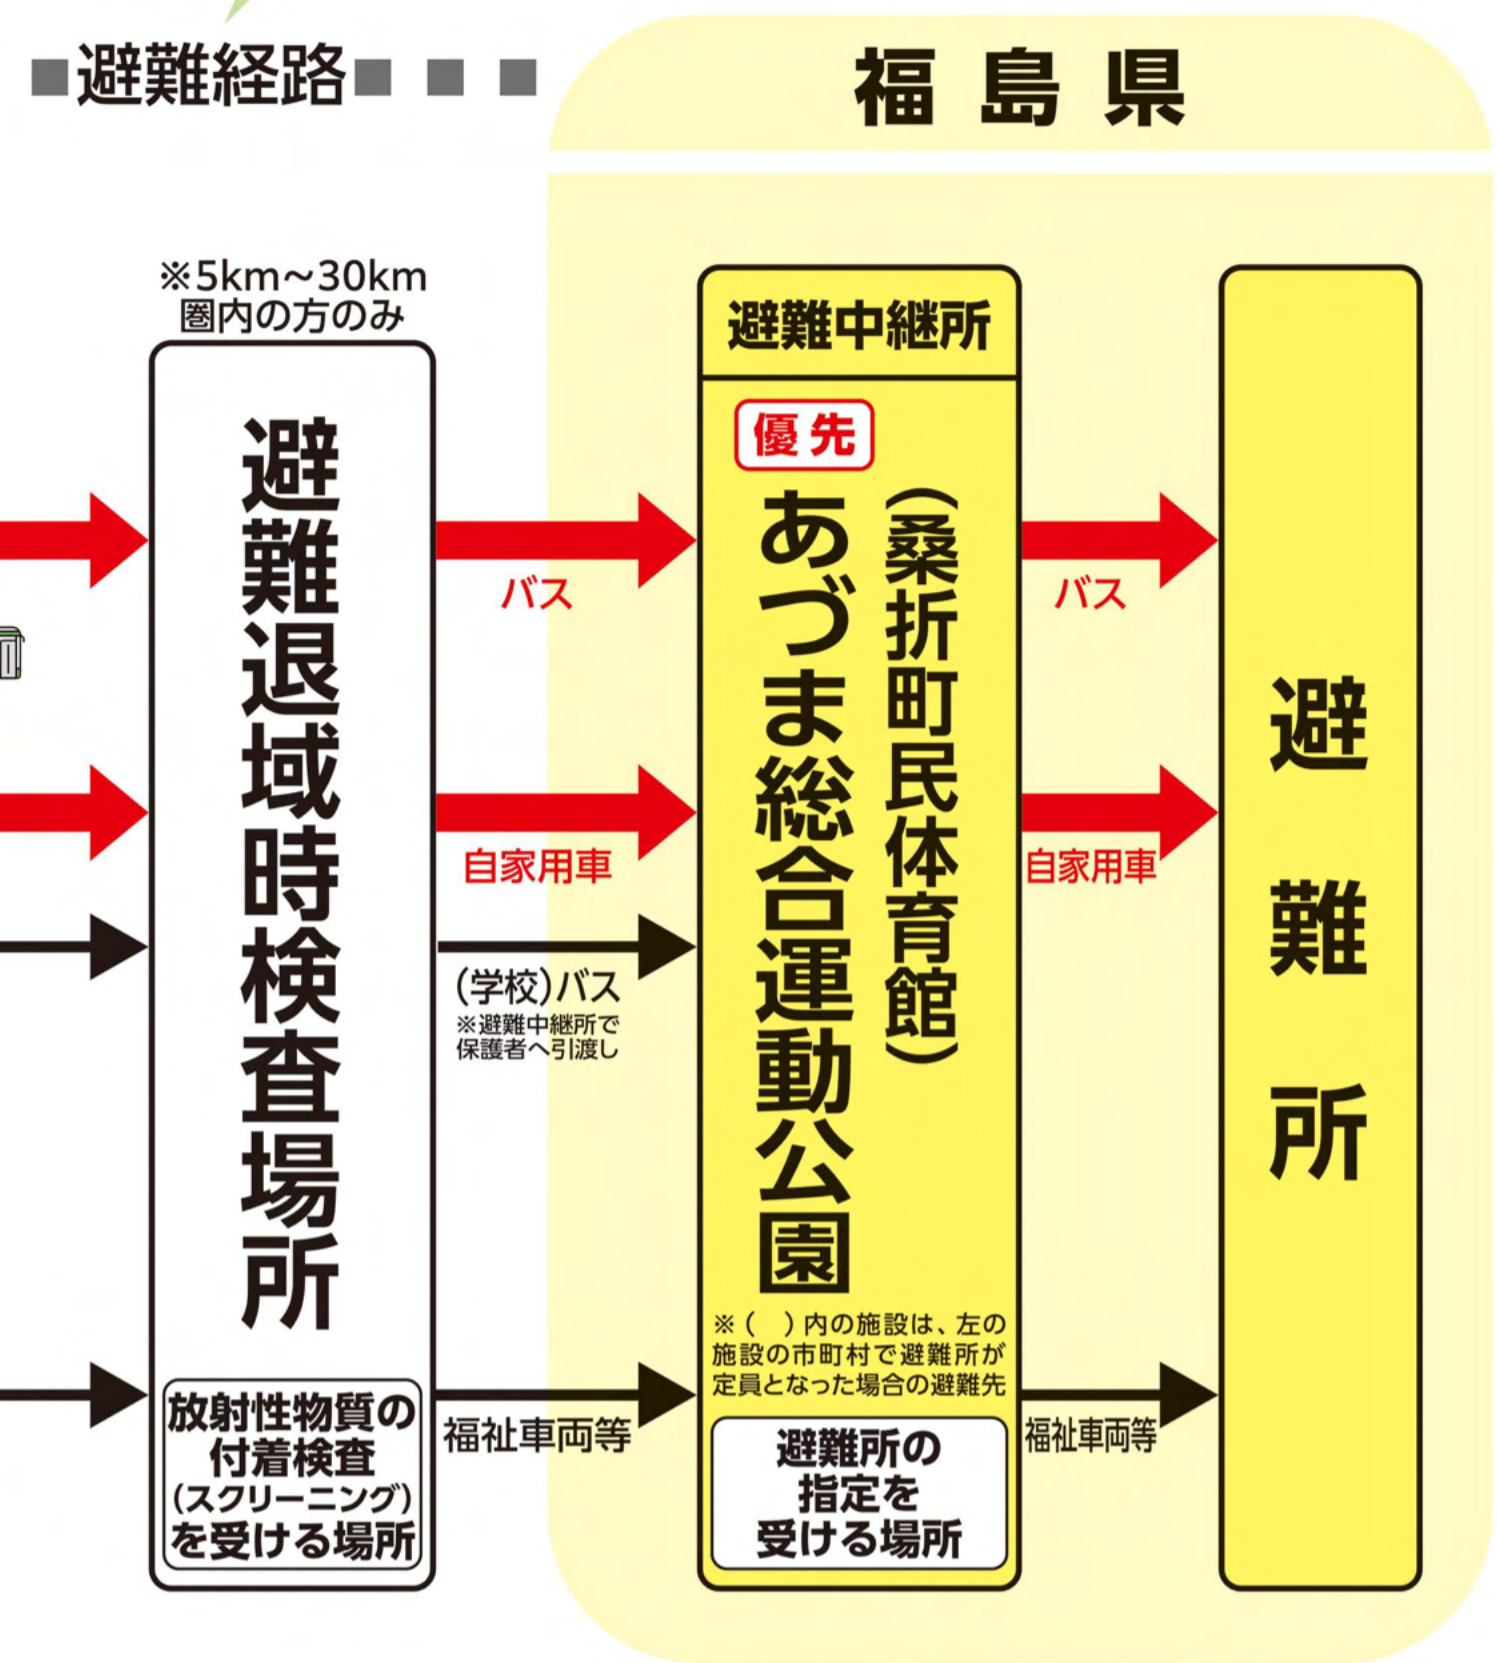 ■避難経路■ ■ ■
福島県
※5km～30km
圏内の方のみ
避難退域時検査場所
放射性物質の
付着検査
（スクリーニング）
を受ける場所
バス
自家用車
（学校）バス
※避難中継所で
保護者へ引渡し
福祉車両等
避難中継所
優先
あづま総合運動公園
（桑折町民体育館）
※（　）内の施設は、左の
施設の市町村で避難所が
定員となった場合の避難先
避難所の
指定を
受ける場所
バス
自家用車
福祉車両等
避難所